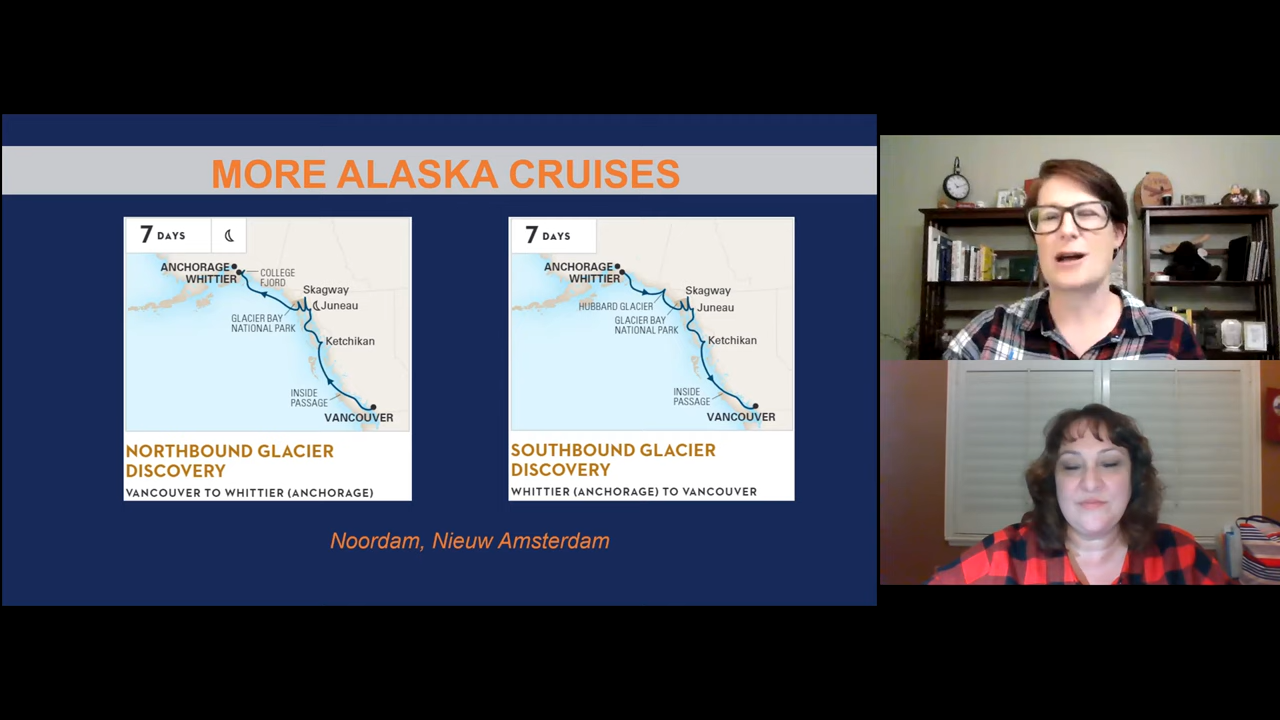 MORE ALASKA CRUISES
7 DAYS
ANCHORAGE
WHITTIER
COLLEGE
FJORD
Skagway
Juneau
GLACIER BAY
NATIONAL PARK
Ketchikan
INSIDE
PASSAGE
VANCOUVER
NORTHBOUND GLACIER
DISCOVERY
VANCOUVER TO WHITTIER (ANCHORAGE)
7 DAYS
ANCHORAGE
WHITTIER
Skagway
HUBBARD GLACIER
Juneau
GLACIER BAY
NATIONAL PARK
Ketchikan
INSIDE
PASSAGE
VANCOUVER
SOUTHBOUND GLACIER
DISCOVERY
WHITTIER (ANCHORAGE) TO VANCOUVER
Noordam, Nieuw Amsterdam